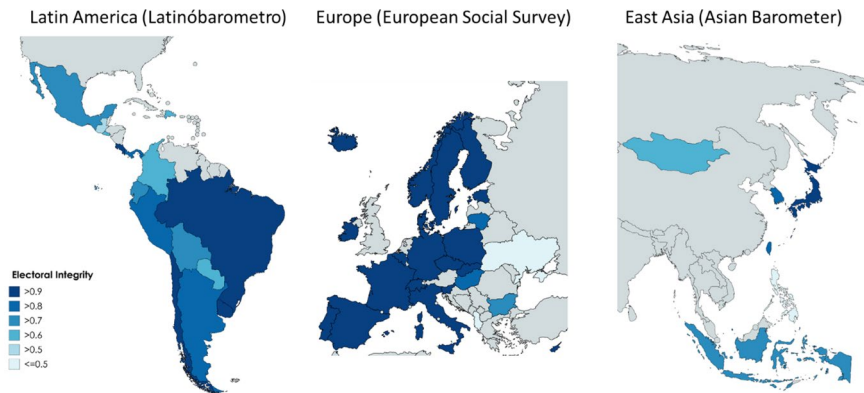 Latin America (Latinóbarometro)
Europe (European Social Survey)
East Asia (Asian Barometer)
Electoral Integrity
>0.9
>0.8
>0.7
>0.6
>0.5
<=0.5